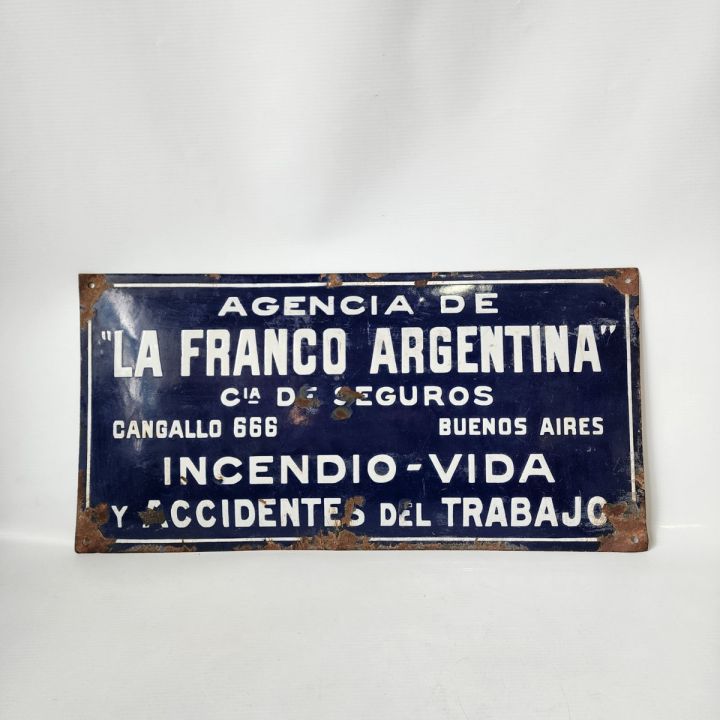 AGENCIA DE
"LA FRANCO ARGENTINA"
CIA DE SEGUROS
CANGALLO 666 BUENOS AIRES
INCENDIO-VIDA
Y ACCIDENTES DEL TRABAJO